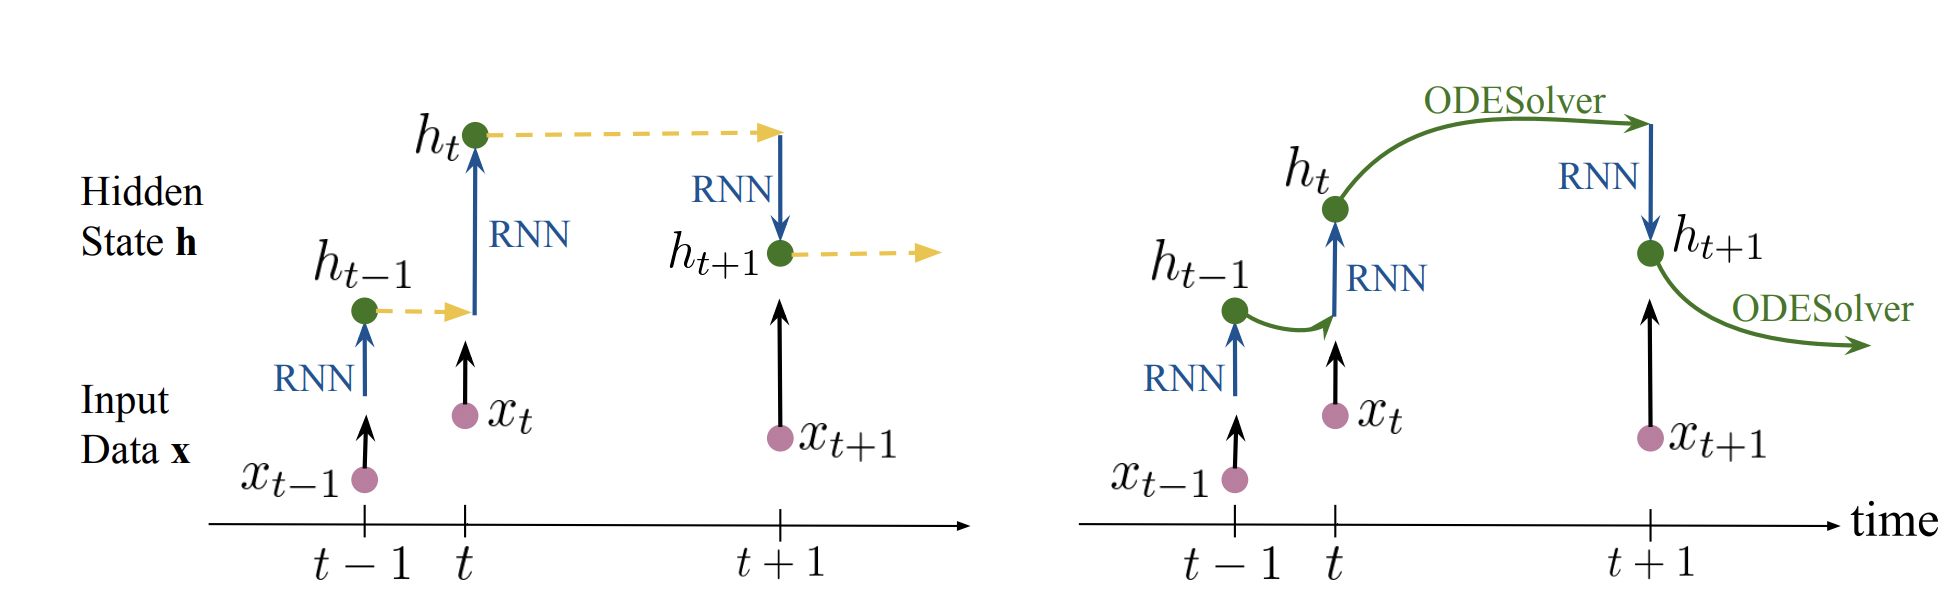 ODESolver
h_t
RNN
h_t
RNN
Hidden
State h
RNN
h_{t+1}
h_{t+1}
h_{t-1}
h_{t-1}
RNN
ODESolver
RNN
RNN
Input
Data x
x_t
x_{t+1}
x_t
x_{t+1}
x_{t-1}
x_{t-1}
time
t − 1
t
t + 1
t − 1
t
t + 1